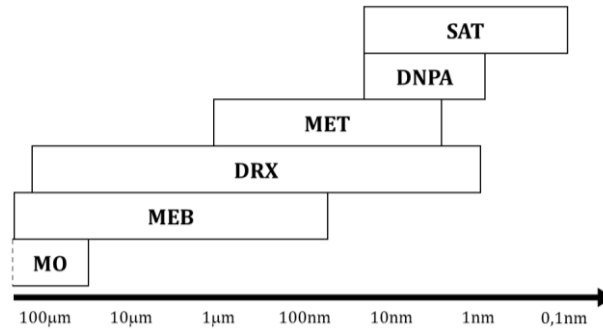 SAT
DNPA
MET
DRX
MEB
MO
100μm 10μm 1μm 100nm 10nm 1nm 0,1nm